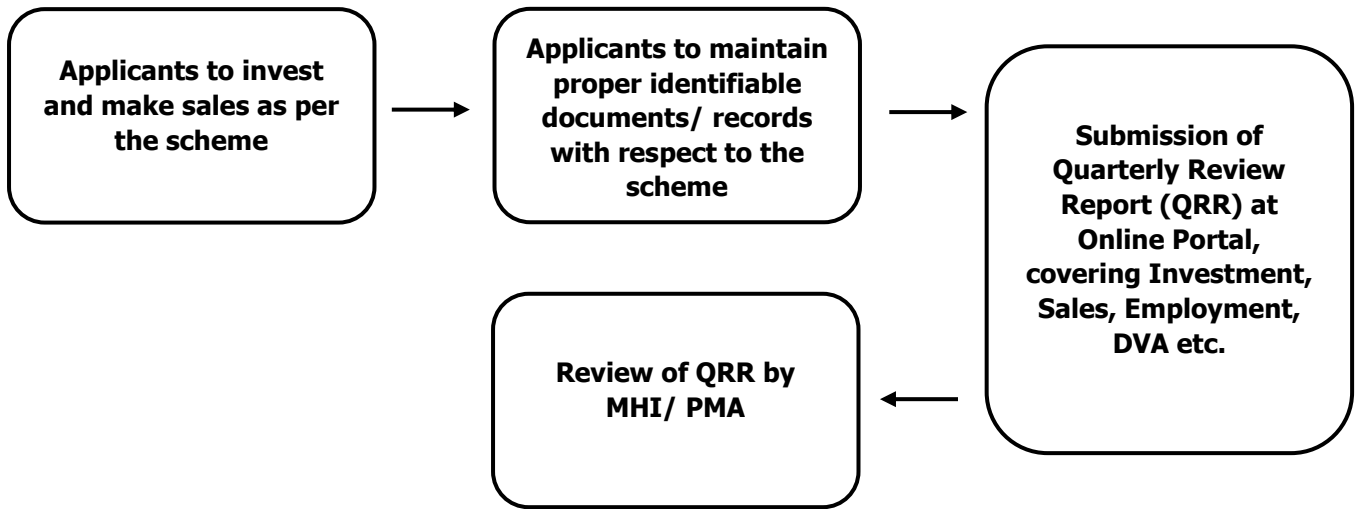 Applicants to invest
and make sales as per
the scheme
Applicants to maintain
proper identifiable
documents/ records
with respect to the
scheme
Submission of
Quarterly Review
Report (QRR) at
Online Portal,
covering Investment,
Sales, Employment,
DVA etc.
Review of QRR by
MHI/ PMA